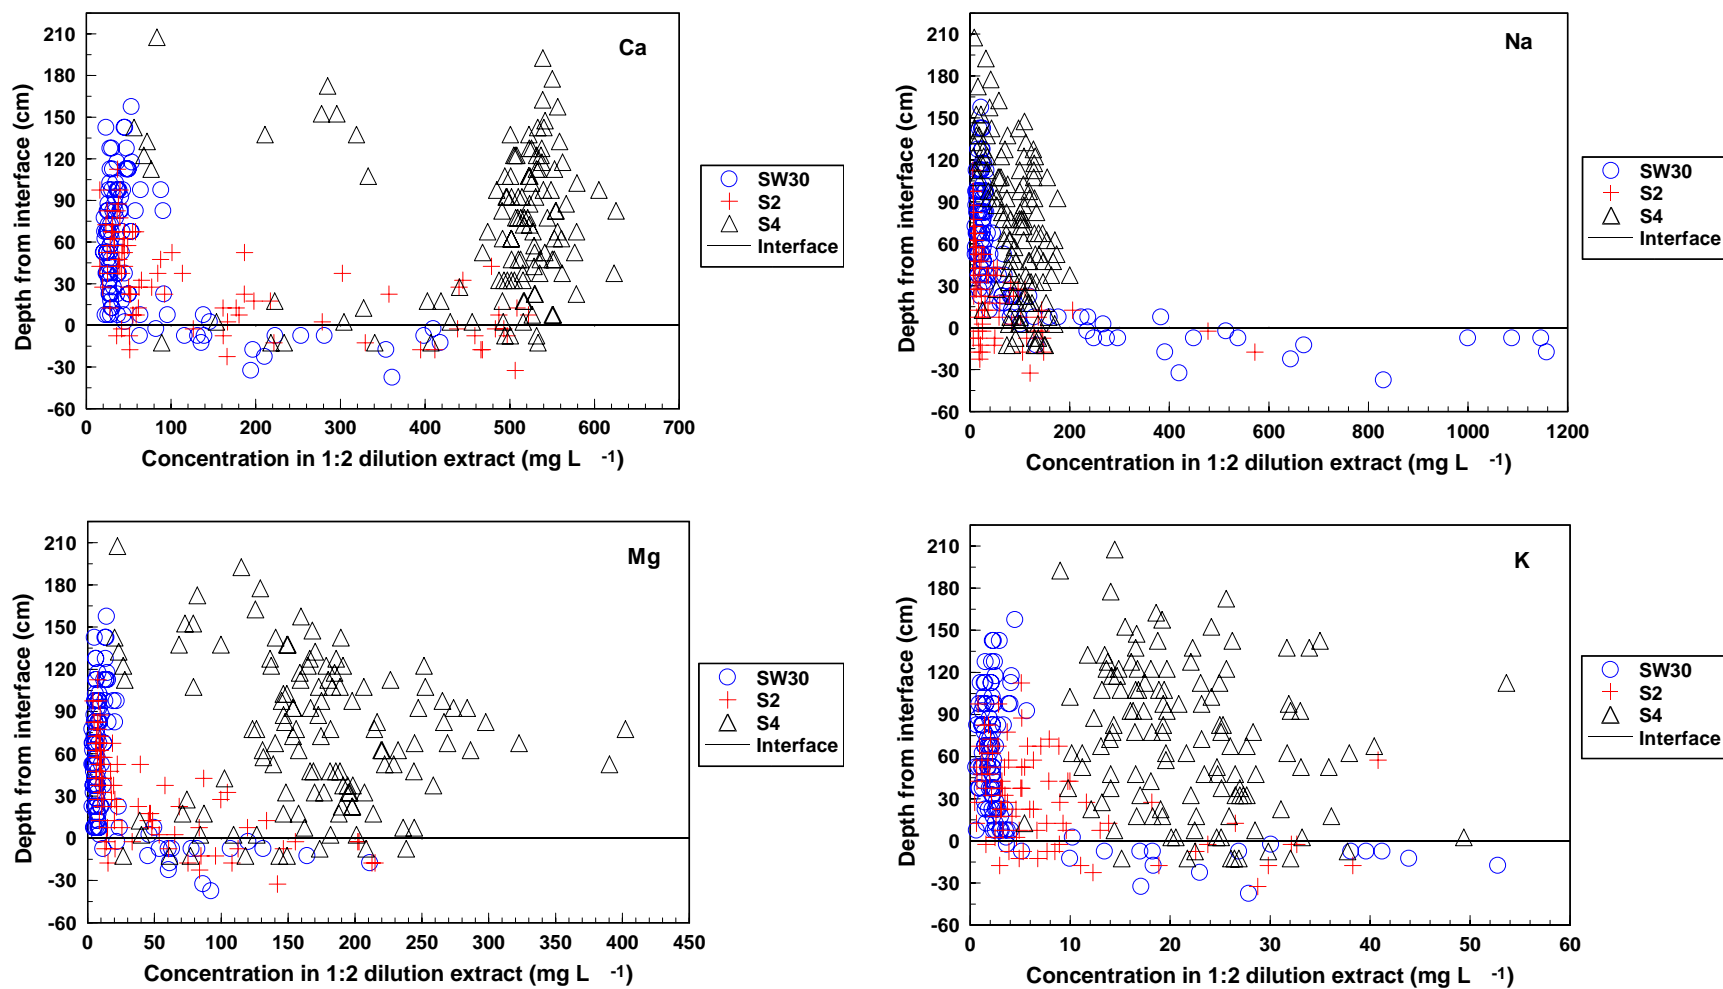 Ca
Depth from interface (cm)
210
180
150
120
90
60
30
0
-30
-60
0 100 200 300 400 500 600 700
Concentration in 1:2 dilution extract (mg L -1)
SW30
S2
S4
Interface
Na
Depth from interface (cm)
210
180
150
120
90
60
30
0
-30
-60
0 200 400 600 800 1000 1200
Concentration in 1:2 dilution extract (mg L -1)
SW30
S2
S4
Interface
Mg
Depth from interface (cm)
210
180
150
120
90
60
30
0
-30
-60
0 50 100 150 200 250 300 350 400 450
Concentration in 1:2 dilution extract (mg L -1)
SW30
S2
S4
Interface
K
Depth from interface (cm)
210
180
150
120
90
60
30
0
-30
-60
0 10 20 30 40 50 60
Concentration in 1:2 dilution extract (mg L -1)
SW30
S2
S4
Interface